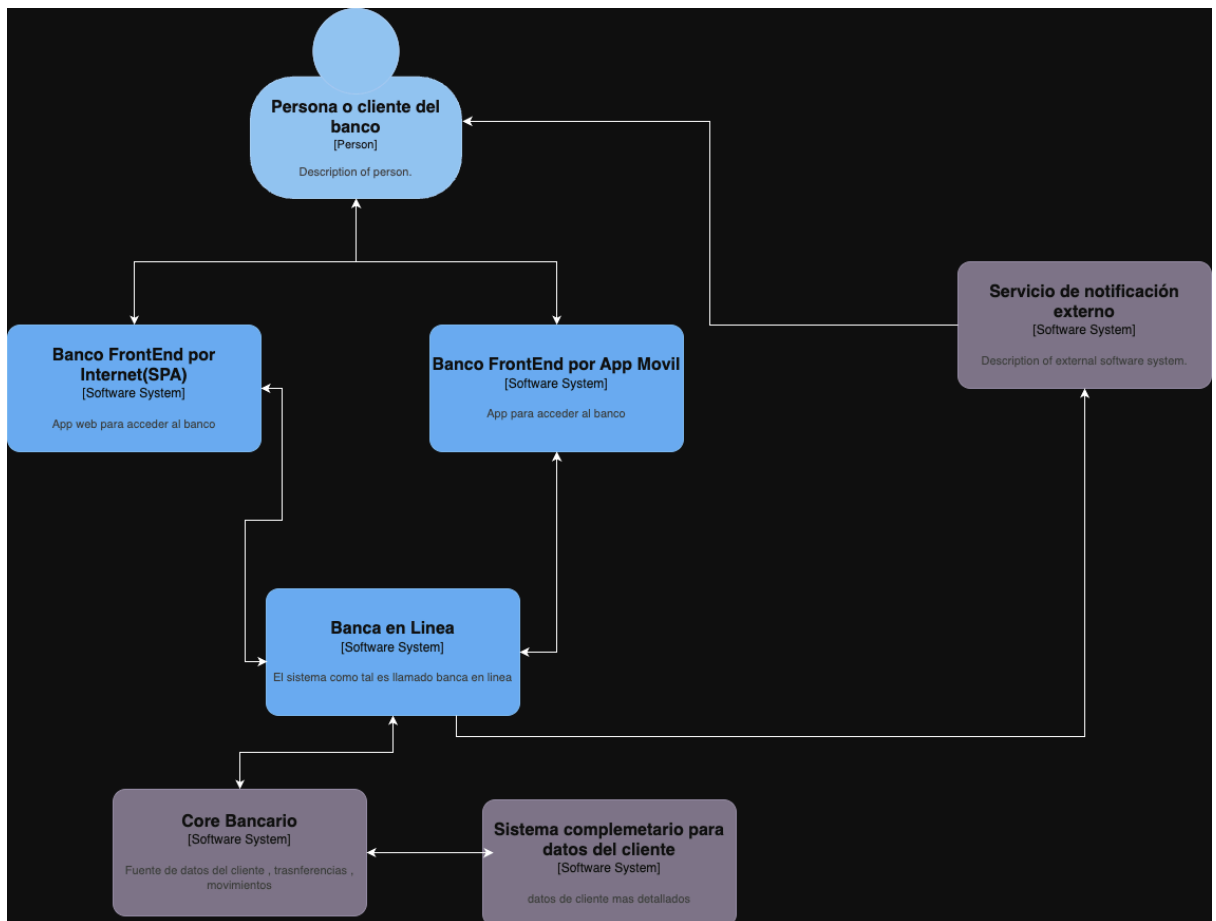 Persona o cliente del
banco
[Person]
Description of person.
Servicio de notificación
externo
[Software System]
Description of external software system.
Banco FrontEnd por
Internet(SPA)
[Software System]
App web para acceder al banco
Banco FrontEnd por App Movil
[Software System]
App para acceder al banco
Banca en Linea
[Software System]
El sistema como tal es llamado banca en linea
Core Bancario
[Software System]
Fuente de datos del cliente , trasnferencias ,
movimientos
Sistema complemetario para
datos del cliente
[Software System]
datos de cliente mas detallados